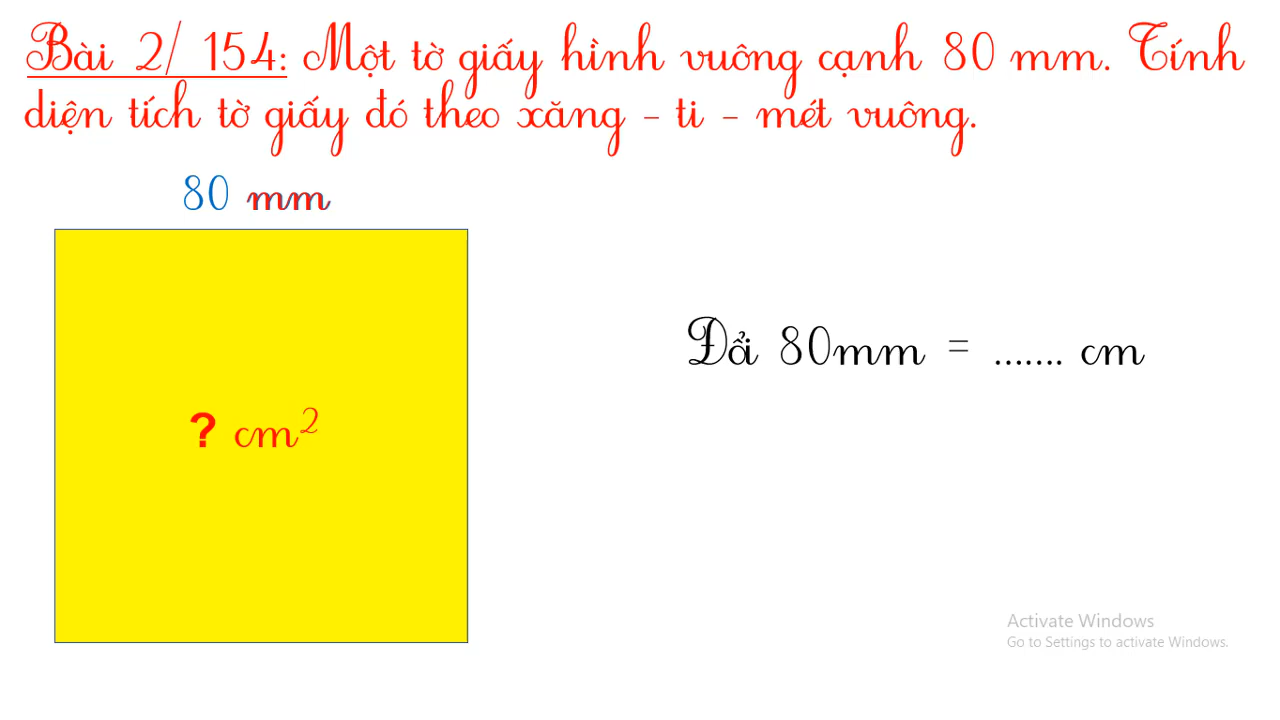 Bài 2/ 154: Một tờ giấy hình vuông cạnh 80 mm. Tính
diện tích tờ giấy đó theo xăng - ti - mét vuông.
80 mm
? cm²
Đổi 80mm = ....... cm
Activate Windows
Go to Settings to activate Windows.